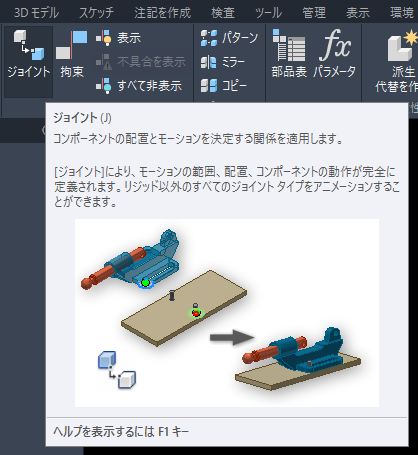 3D モデル スケッチ 注記を作成 検査 ツール 管理 表示 環境
ジョイント 拘束 表示 不具合を表示 すべて非表示 パターン ミラー コピー 部品表 fx パラメータ 派生 代替を作
ジョイント (J)
コンポーネントの配置とモーションを決定する関係を適用します。
[ジョイント]により、モーションの範囲、配置、コンポーネントの動作が完全に
定義されます。リジッド以外のすべてのジョイント タイプをアニメーションするこ
とができます。
ヘルプを表示するには F1 キー